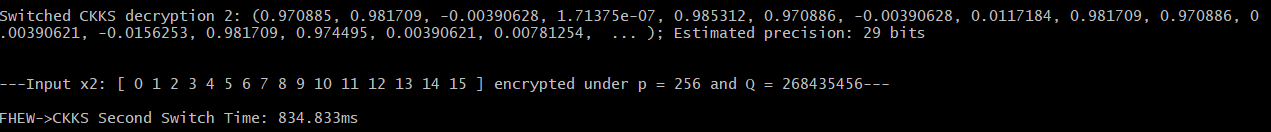 Switched CKKS decryption 2: (0.970885, 0.981709, -0.00390628, 1.71375e-07, 0.985312, 0.970886, -0.00390628, 0.0117184, 0.981709, 0.970886, 0
.00390621, -0.0156253, 0.981709, 0.974495, 0.00390621, 0.00781254,  ... ); Estimated precision: 29 bits
---Input x2: [ 0 1 2 3 4 5 6 7 8 9 10 11 12 13 14 15 ] encrypted under p = 256 and Q = 268435456---
FHEW->CKKS Second Switch Time: 834.833ms